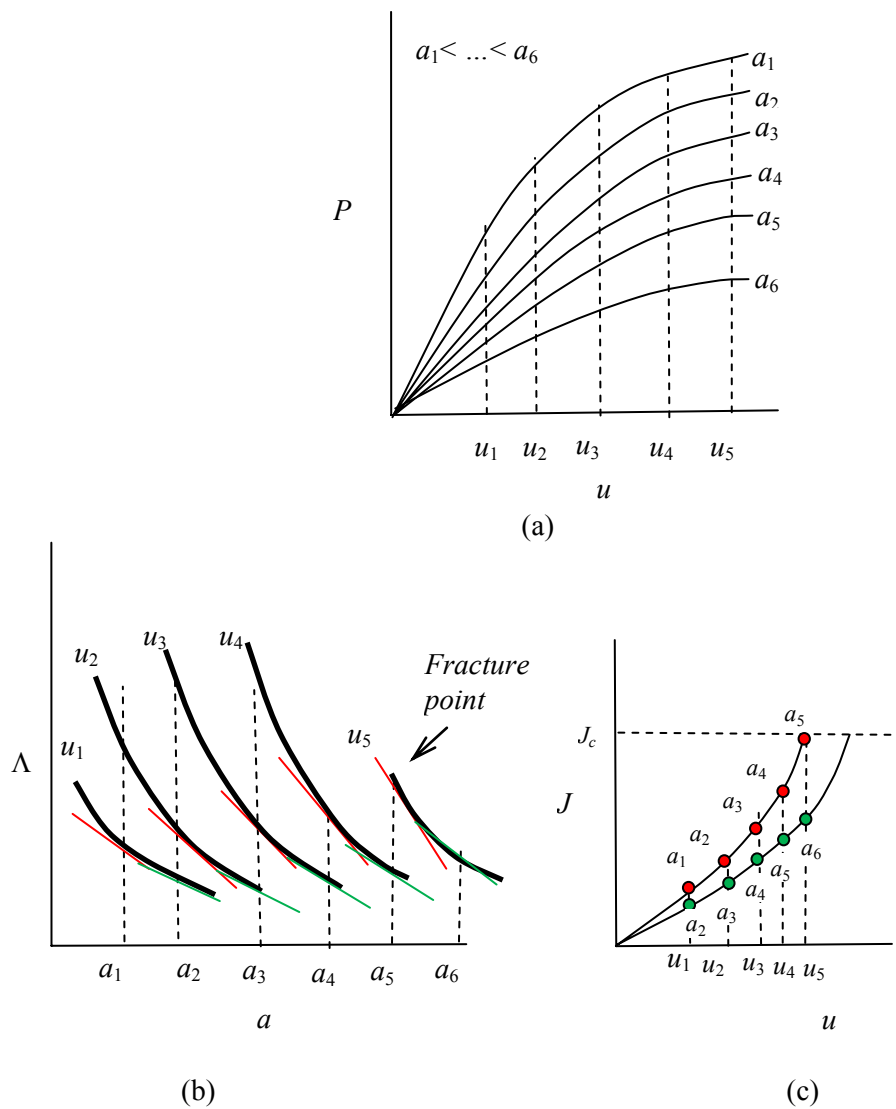 a₁< ...< a₆
a₁
a₂
a₃
a₄
a₅
a₆
P
u₁ u₂ u₃ u₄ u₅
u
(a)
u₁
u₂
u₃
u₄
u₅
Fracture
point
Λ
a₁ a₂ a₃ a₄ a₅ a₆
a
(b)
J_c
J
a₁
a₂
a₃
a₄
a₅
a₂
a₃
a₄
a₅
a₆
u₁ u₂ u₃ u₄ u₅
u
(c)